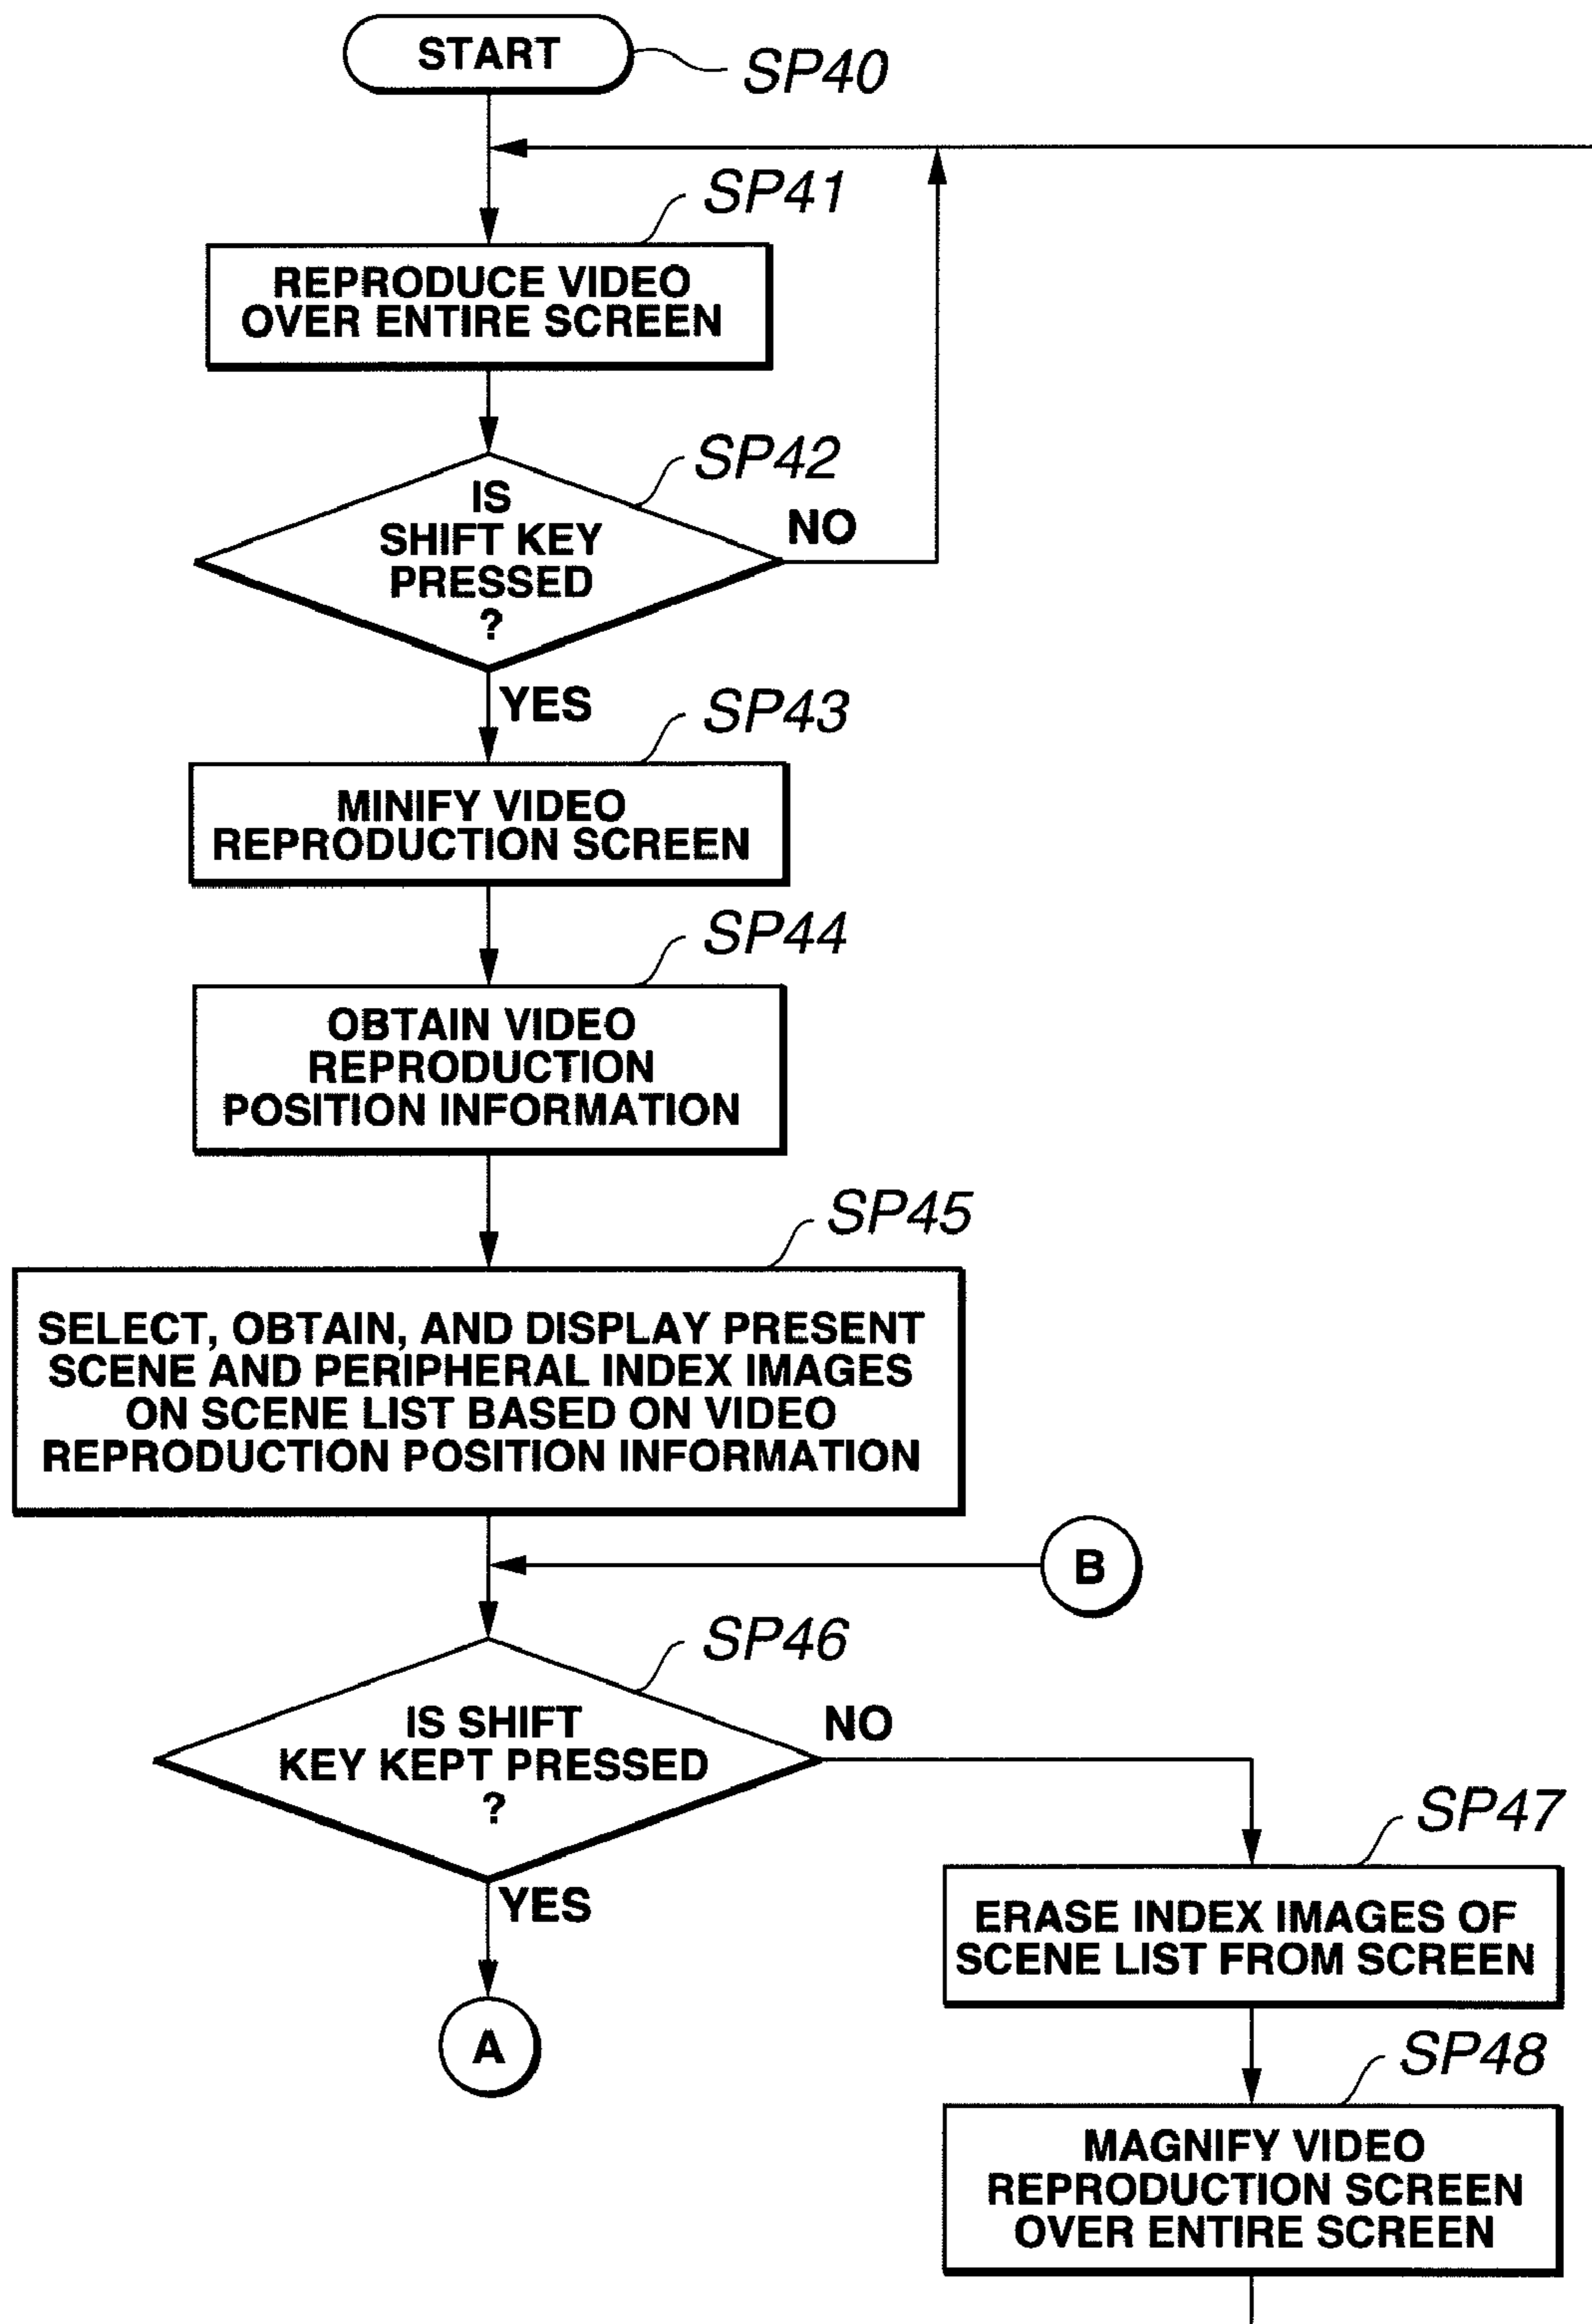 START
SP40
SP41
REPRODUCE VIDEO
OVER ENTIRE SCREEN
SP42
IS
SHIFT KEY
PRESSED
?
NO
YES
SP43
MINIFY VIDEO
REPRODUCTION SCREEN
SP44
OBTAIN VIDEO
REPRODUCTION
POSITION INFORMATION
SP45
SELECT, OBTAIN, AND DISPLAY PRESENT
SCENE AND PERIPHERAL INDEX IMAGES
ON SCENE LIST BASED ON VIDEO
REPRODUCTION POSITION INFORMATION
B
SP46
IS SHIFT
KEY KEPT PRESSED
?
NO
YES
A
SP47
ERASE INDEX IMAGES OF
SCENE LIST FROM SCREEN
SP48
MAGNIFY VIDEO
REPRODUCTION SCREEN
OVER ENTIRE SCREEN